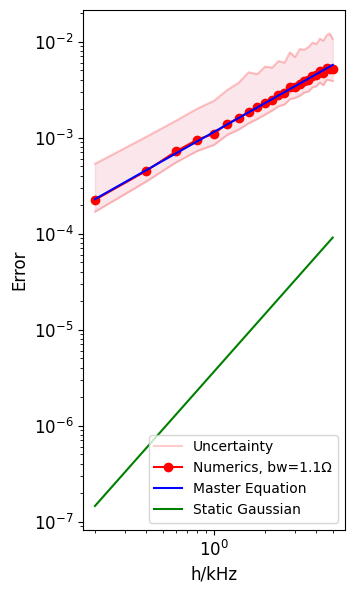 10⁻²
10⁻³
10⁻⁴
10⁻⁵
10⁻⁶
10⁻⁷
Error
Uncertainty
Numerics, bw=1.1Ω
Master Equation
Static Gaussian
10⁰
h/kHz